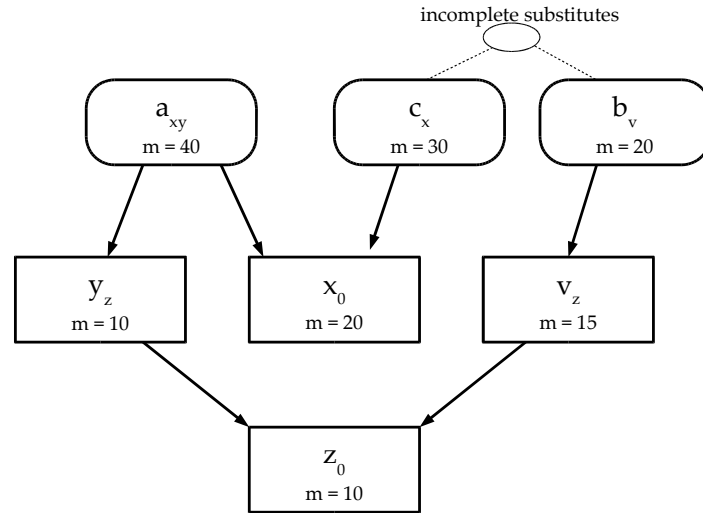 incomplete substitutes
a_xy
m = 40
c_x
m = 30
b_v
m = 20
y_z
m = 10
x_0
m = 20
v_z
m = 15
z_0
m = 10